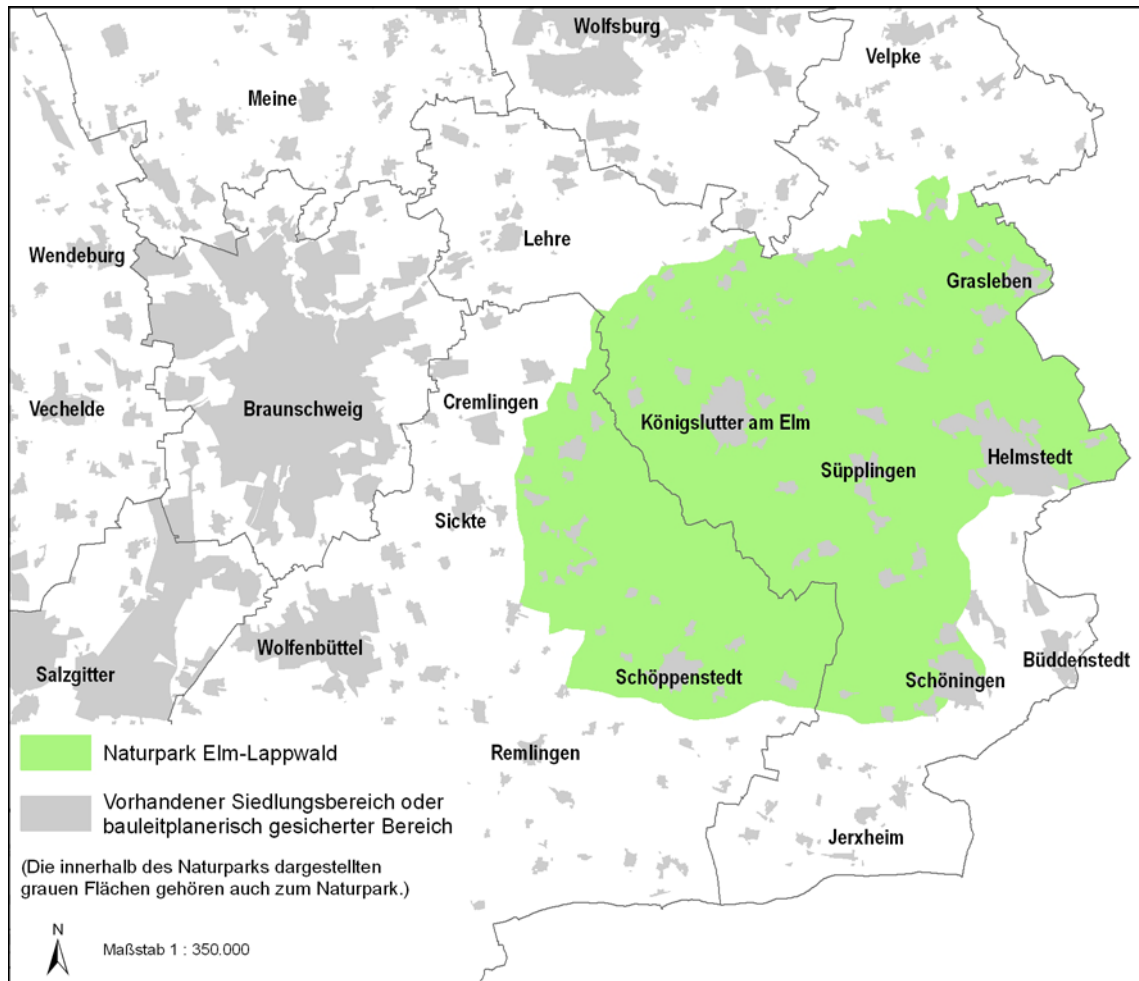 Wolfsburg
Velpke
Meine
Lehre
Wendeburg
Grasleben
Cremlingen
Vechelde
Braunschweig
Königslutter am Elm
Helmstedt
Süpplingen
Sickte
Wolfenbüttel
Büddenstedt
Salzgitter
Schöppenstedt
Schöningen
Remlingen
Jerxheim
Naturpark Elm-Lappwald
Vorhandener Siedlungsbereich oder
bauleitplanerisch gesicherter Bereich
(Die innerhalb des Naturparks dargestellten
grauen Flächen gehören auch zum Naturpark.)
N
Maßstab 1 : 350.000